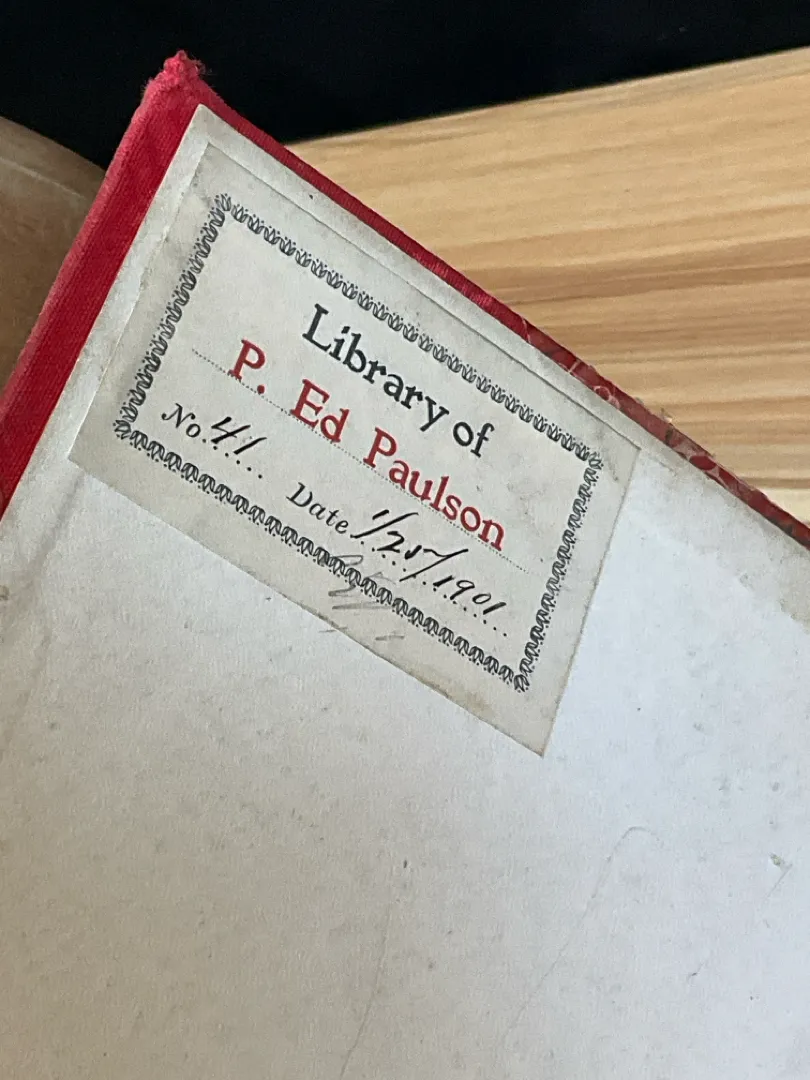 Library of
P. Ed Paulson
No. 41 Date 1/25/1901